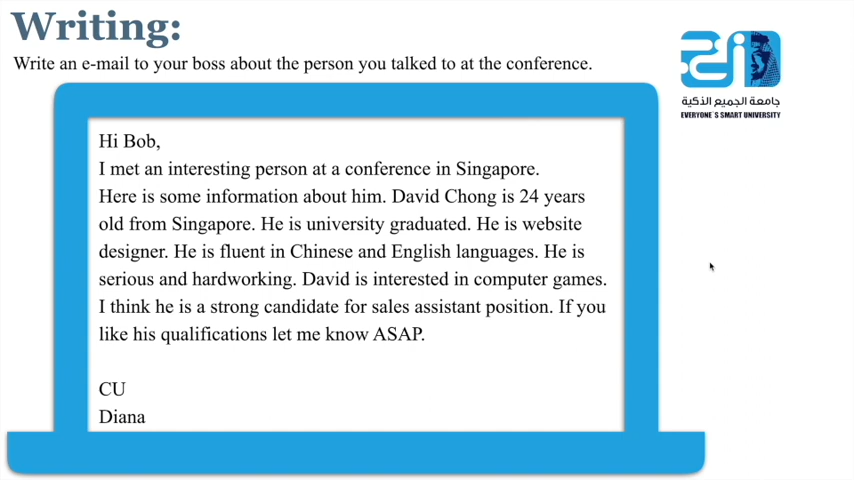 Writing:
Write an e-mail to your boss about the person you talked to at the conference.
جامعة الجميع الذكية
EVERYONE`S SMART UNIVERSITY
Hi Bob,
I met an interesting person at a conference in Singapore.
Here is some information about him. David Chong is 24 years
old from Singapore. He is university graduated. He is website
designer. He is fluent in Chinese and English languages. He is
serious and hardworking. David is interested in computer games.
I think he is a strong candidate for sales assistant position. If you
like his qualifications let me know ASAP.
CU
Diana